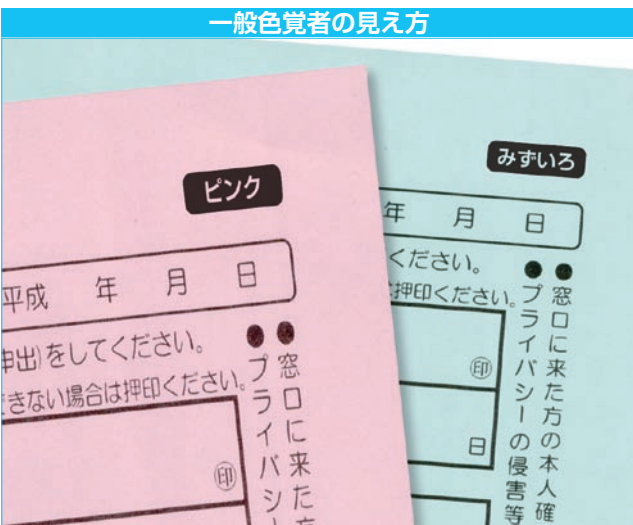 一般色覚者の見え方
ピンク
平成 年 月 日
申出)をしてください。
できない場合は押印ください。
㊞
●プライバシー
●窓口に来た方
みずいろ
年 月 日
ください。
は押印ください。
㊞
日
●プライバシーの侵害等
●窓口に来た方の本人確